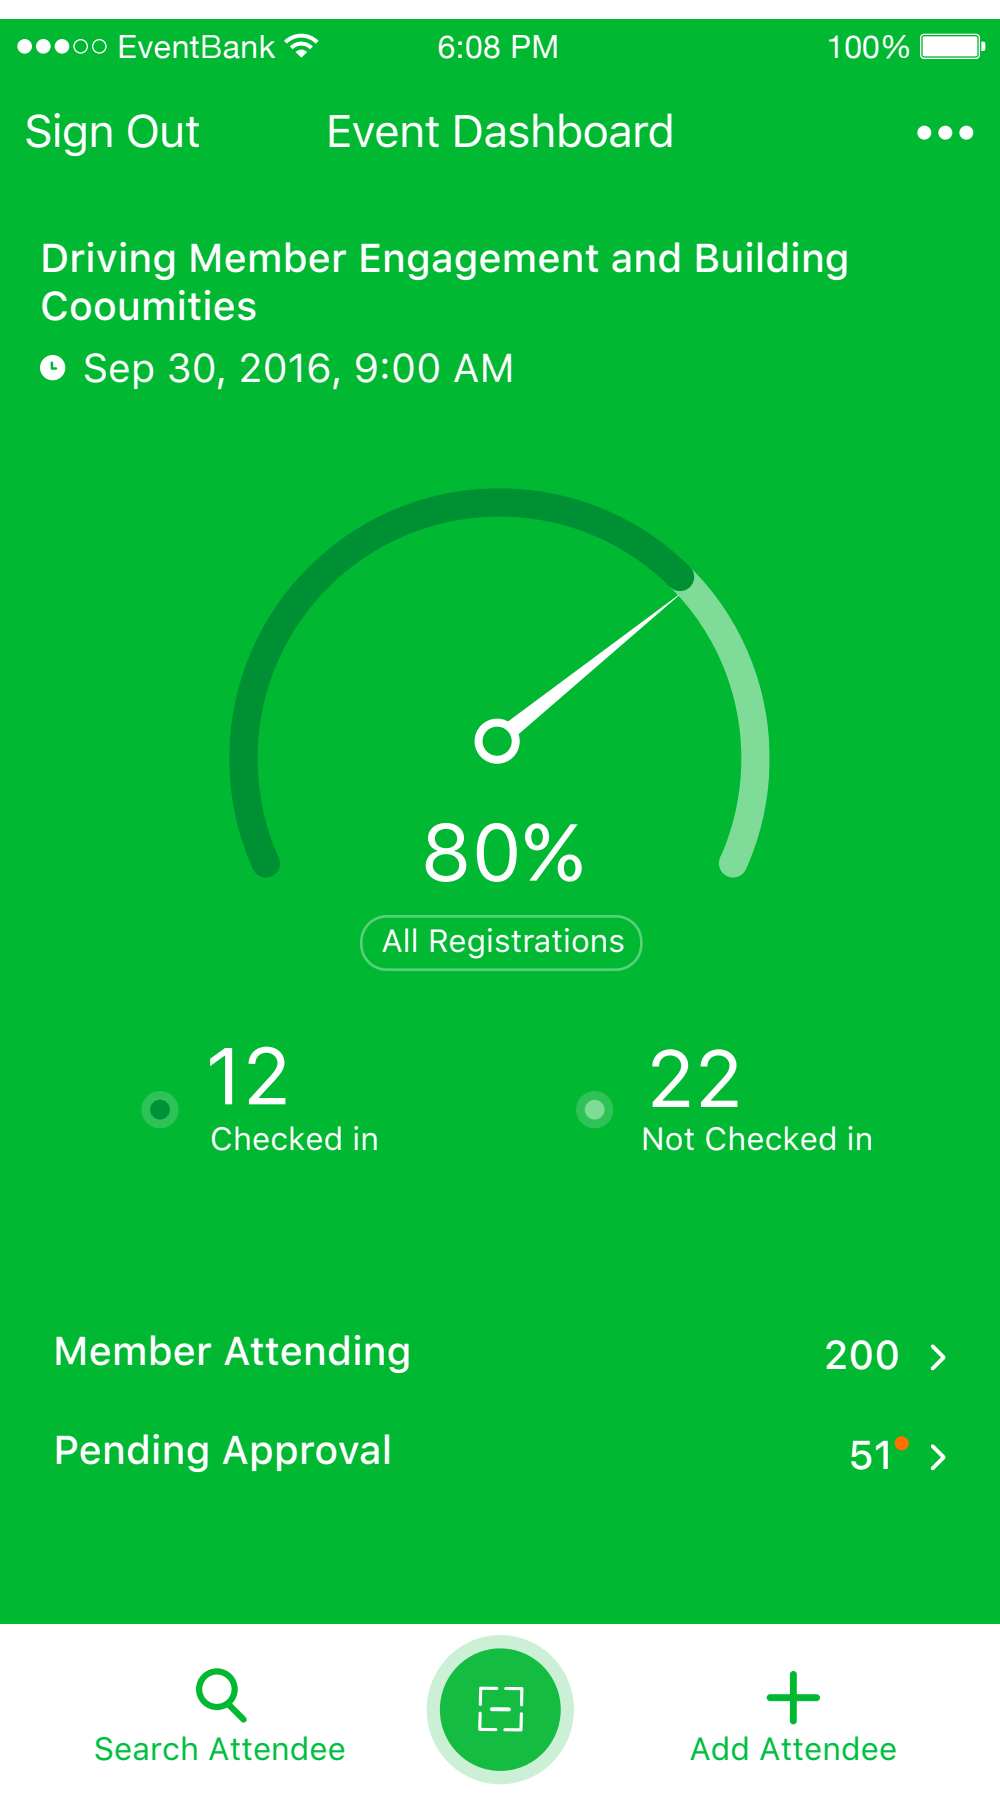 EventBank 6:08 PM 100%
Sign Out Event Dashboard
Driving Member Engagement and Building
Cooumities
Sep 30, 2016, 9:00 AM
80%
All Registrations
12 22
Checked in Not Checked in
Member Attending 200
Pending Approval 51
Search Attendee Add Attendee